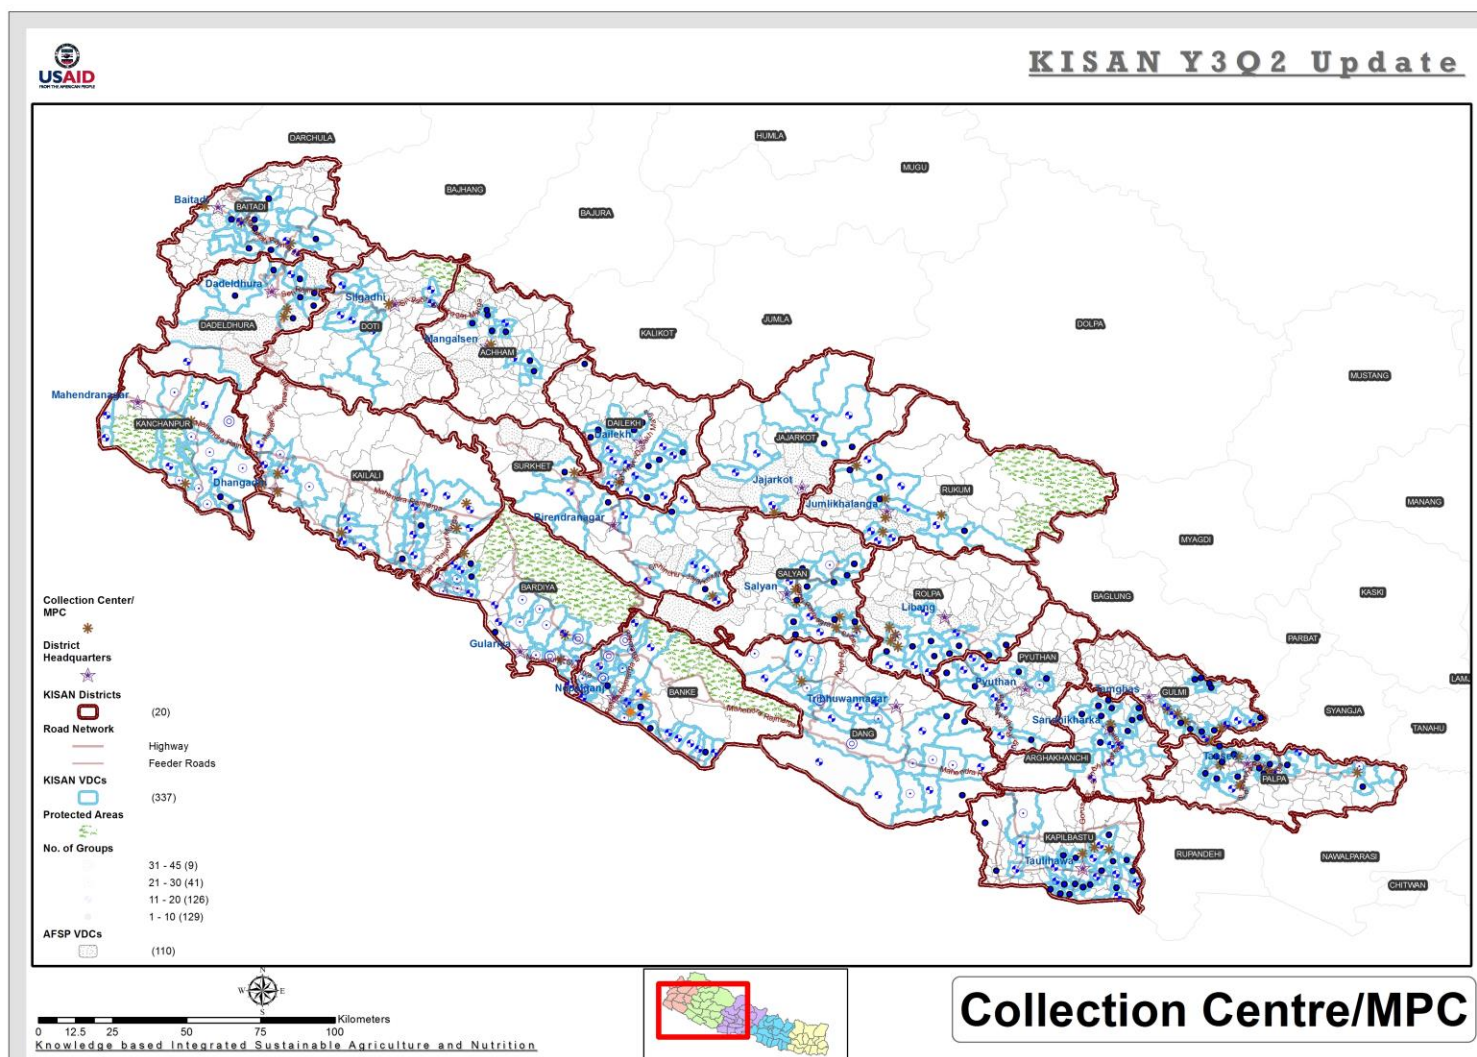 USAID
FROM THE AMERICAN PEOPLE
KISAN Y3Q2 Update
DARCHULA
HUMLA
MUGU
BAJHANG
BAJURA
Baitadi
BAITADI
Dadeldhura
Silgadhi
DADELDHURA
DOTI
KALIKOT
JUMLA
DOLPA
Mangalsen
ACHHAM
MUSTANG
Mahendranagar
KANCHANPUR
DAILEKH
Dailekh
JAJARKOT
SURKHET
KAILALI
Dhangadhi
Jajarkot
RUKUM
MANANG
Jumlikhalanga
Birendranagar
MYAGDI
SALYAN
Salyan
BARDIYA
ROLPA
Libang
BAGLUNG
KASKI
PARBAT
Gulariya
PYUTHAN
Pyuthan
LAMJ
Nepalganj
BANKE
Tribhuwannagar
Tamghas
GULMI
SYANGJA
Sandhikharka
TANAHU
DANG
ARGHAKHANCHI
PALPA
KAPILBASTU
Taulihawa
RUPANDEHI
NAWALPARASI
CHITWAN
Collection Center/
MPC
District
Headquarters
KISAN Districts
(20)
Road Network
Highway
Feeder Roads
KISAN VDCs
(337)
Protected Areas
No. of Groups
31 - 45 (9)
21 - 30 (41)
11 - 20 (126)
1 - 10 (129)
AFSP VDCs
(110)
N
W
E
S
Kilometers
0 12.5 25 50 75 100
Knowledge based Integrated Sustainable Agriculture and Nutrition
Collection Centre/MPC